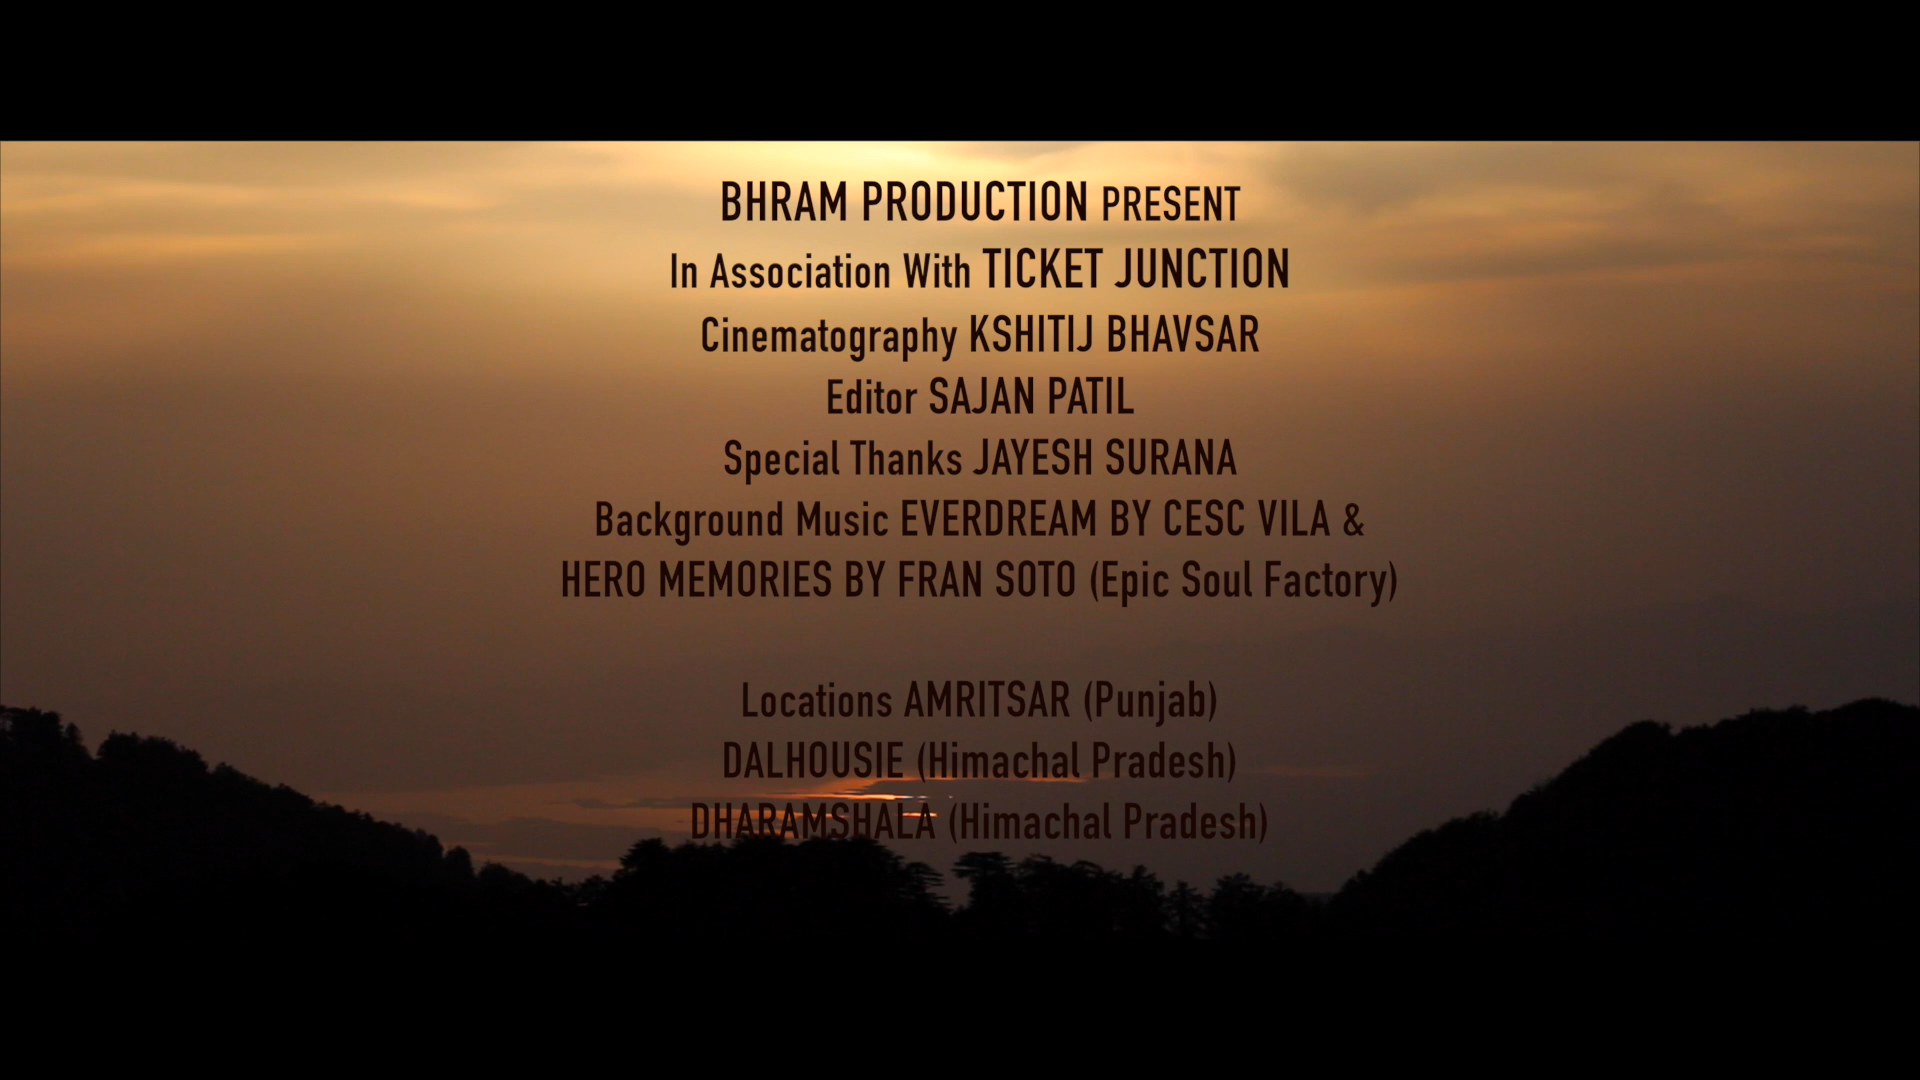 BHRAM PRODUCTION PRESENT
In Association With TICKET JUNCTION
Cinematography KSHITIJ BHAVSAR
Editor SAJAN PATIL
Special Thanks JAYESH SURANA
Background Music EVERDREAM BY CESC VILA &
HERO MEMORIES BY FRAN SOTO (Epic Soul Factory)
Locations AMRITSAR (Punjab)
DALHOUSIE (Himachal Pradesh)
DHARAMSHALA (Himachal Pradesh)